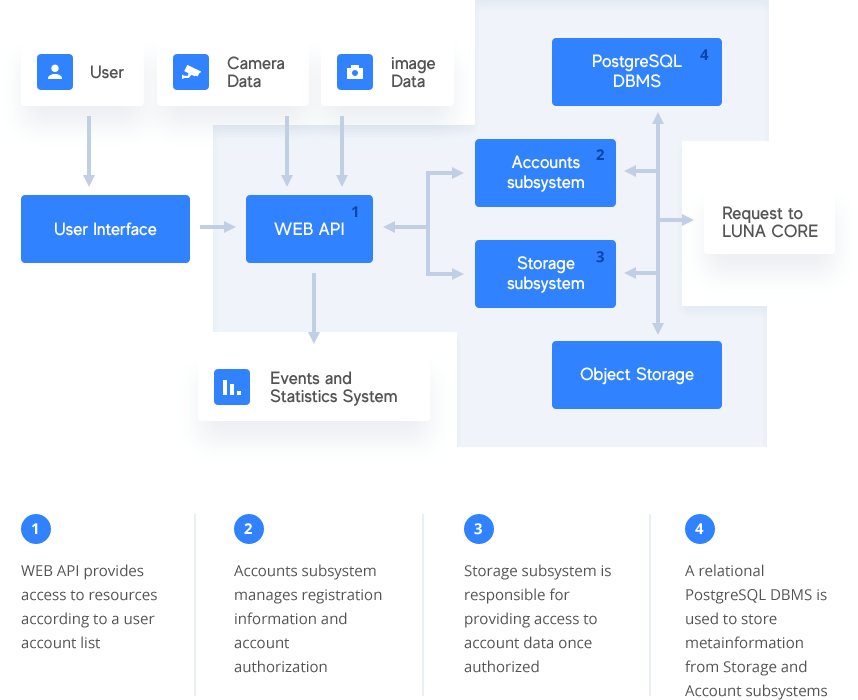 User
Camera
Data
image
Data
PostgreSQL
DBMS
4
Accounts
subsystem
2
User Interface
WEB API
1
Storage
subsystem
3
Request to
LUNA CORE
Events and
Statistics System
Object Storage
1
WEB API provides
access to resources
according to a user
account list
2
Accounts subsystem
manages registration
information and
account
authorization
3
Storage subsystem is
responsible for
providing access to
account data once
authorized
4
A relational
PostgreSQL DBMS is
used to store
metainformation
from Storage and
Account subsystems